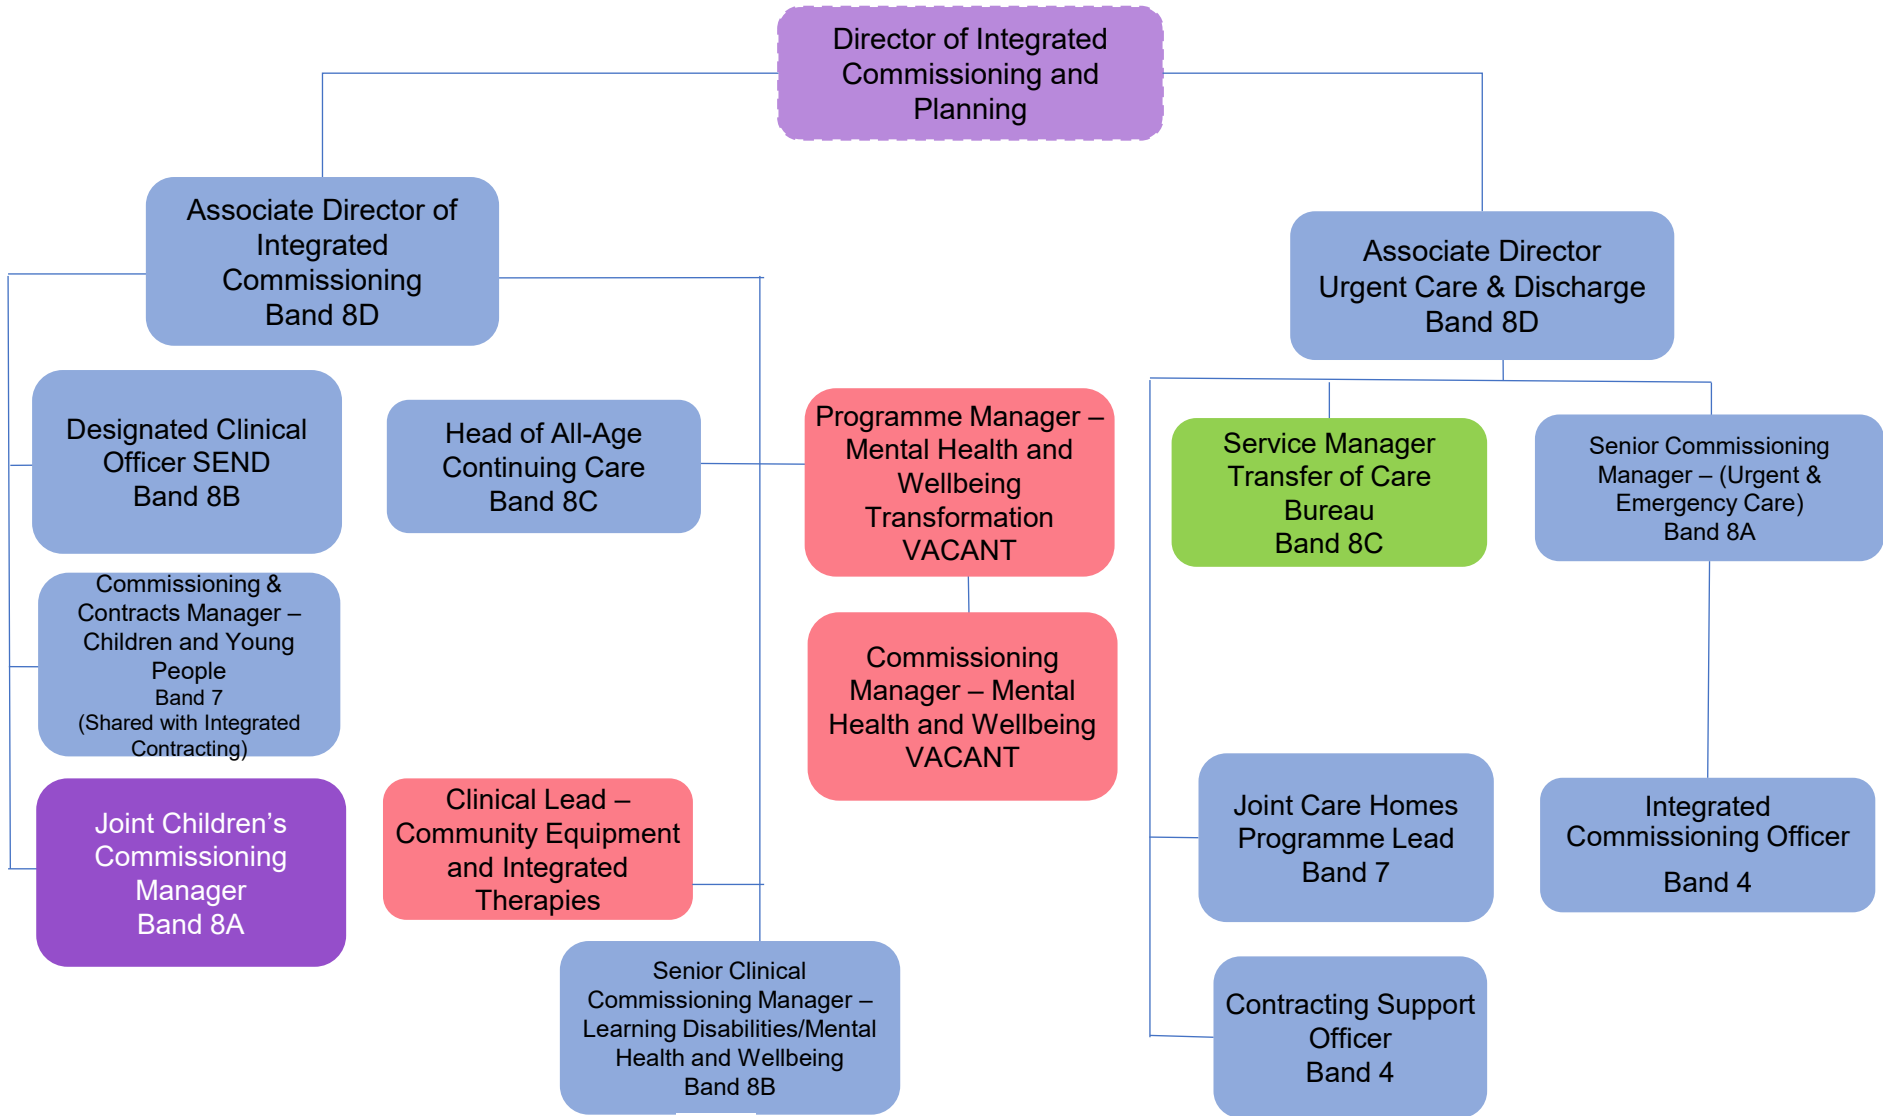 Director of Integrated
Commissioning and
Planning
Associate Director of
Integrated
Commissioning
Band 8D
Associate Director
Urgent Care & Discharge
Band 8D
Designated Clinical
Officer SEND
Band 8B
Head of All-Age
Continuing Care
Band 8C
Programme Manager –
Mental Health and
Wellbeing
Transformation
VACANT
Service Manager
Transfer of Care
Bureau
Band 8C
Senior Commissioning
Manager – (Urgent &
Emergency Care)
Band 8A
Commissioning &
Contracts Manager –
Children and Young
People
Band 7
(Shared with Integrated
Contracting)
Commissioning
Manager – Mental
Health and Wellbeing
VACANT
Joint Children’s
Commissioning
Manager
Band 8A
Clinical Lead –
Community Equipment
and Integrated
Therapies
Joint Care Homes
Programme Lead
Band 7
Integrated
Commissioning Officer
Band 4
Senior Clinical
Commissioning Manager –
Learning Disabilities/Mental
Health and Wellbeing
Band 8B
Contracting Support
Officer
Band 4